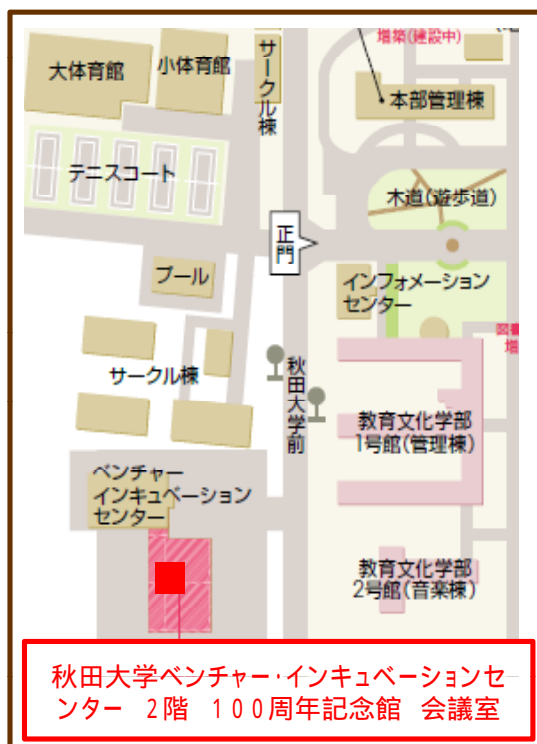 増築(建設中)
大体育館
小体育館
サークル棟
本部管理棟
テニスコート
木道(遊歩道)
正門
プール
インフォメーション
センター
サークル棟
秋田大学前
教育文化学部
1号館(管理棟)
ベンチャー
インキュベーション
センター
教育文化学部
2号館(音楽棟)
秋田大学ベンチャー・インキュベーションセ
ンター 2階 100周年記念館 会議室